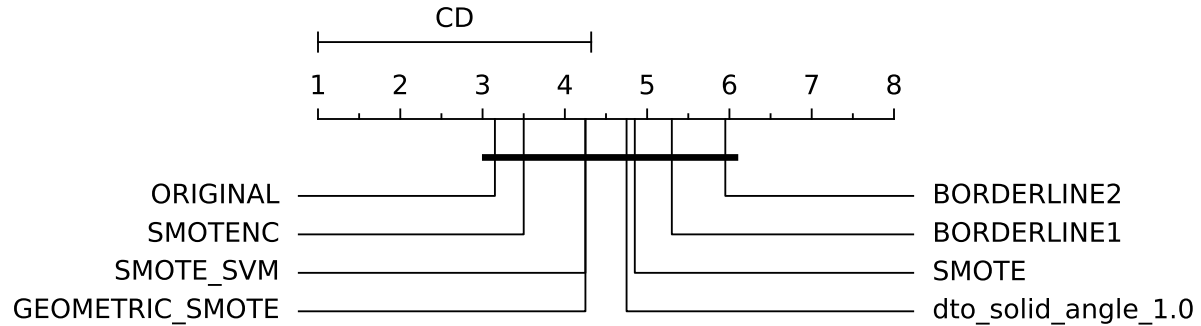 CD
1 2 3 4 5 6 7 8
ORIGINAL
BORDERLINE2
SMOTENC
BORDERLINE1
SMOTE_SVM
SMOTE
GEOMETRIC_SMOTE
dto_solid_angle_1.0